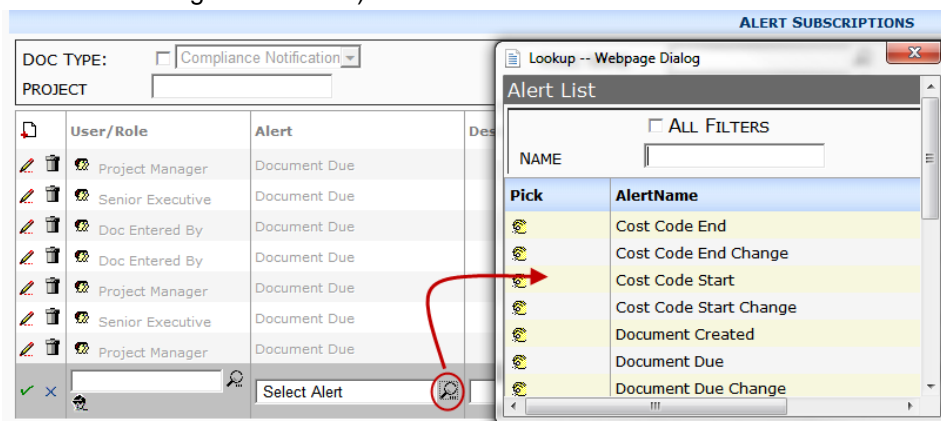 ALERT SUBSCRIPTIONS
DOC TYPE: Compliance Notification
PROJECT
User/Role Alert Des
Project Manager Document Due
Senior Executive Document Due
Doc Entered By Document Due
Doc Entered By Document Due
Project Manager Document Due
Senior Executive Document Due
Project Manager Document Due
Select Alert
Lookup -- Webpage Dialog
Alert List
ALL FILTERS
NAME
Pick AlertName
Cost Code End
Cost Code End Change
Cost Code Start
Cost Code Start Change
Document Created
Document Due
Document Due Change